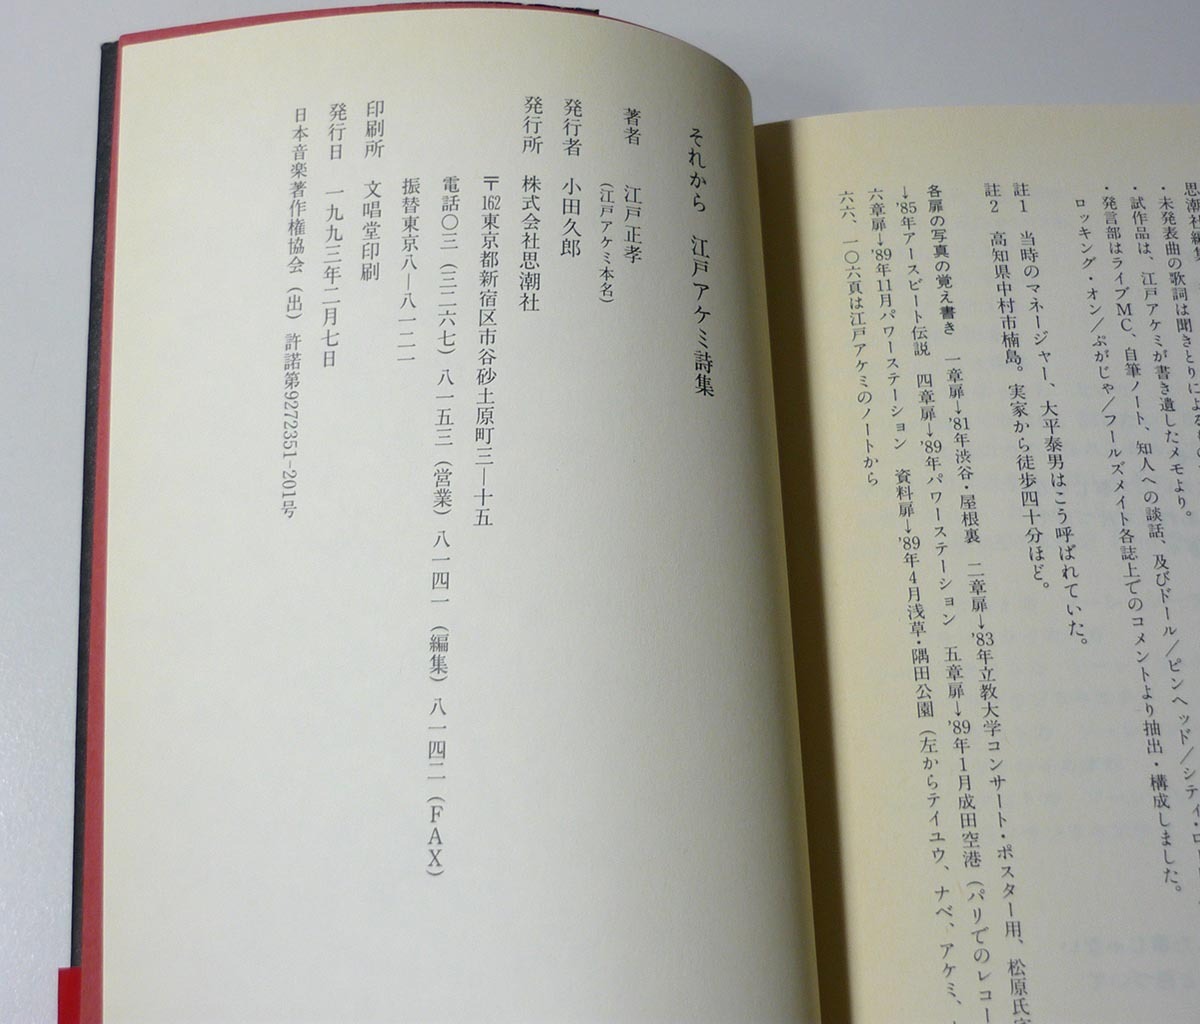 思潮社編集
・未発表曲の歌詞は聞きとりによるもの
・試作品は、江戸アケミが書き遺したメモより。
・発言部はライブMC、自筆ノート、知人への談話、及びドール／ピンヘッド／シティ・ロ
ロッキング・オン／ぷがじゃ／フールズメイト各誌上でのコメントより抽出・構成しました。
註1　当時のマネージャー、大平泰男はこう呼ばれていた。
註2　高知県中村市楠島。実家から徒歩四十分ほど。
各扉の写真の覚え書き　一章扉→'81年渋谷・屋根裏　二章扉→'83年立教大学コンサート・ポスター用、松原氏
→'85年アースビート伝説　四章扉→'89年パワーステーション　五章扉→'89年1月成田空港（パリでのレコー
六章扉→'89年11月パワーステーション　資料扉→'89年4月浅草・隅田公園（左からテイユウ、ナベ、アケミ、
六六、一〇六頁は江戸アケミのノートから
それから　江戸アケミ詩集
著者　江戸正孝
（江戸アケミ本名）
発行者　小田久郎
発行所　株式会社思潮社
〒162東京都新宿区市谷砂土原町三―十五
電話〇三（三二六七）八一五三（営業）八一四一（編集）八一四二（FAX）
振替東京八―八一二一
印刷所　文唱堂印刷
発行日　一九九三年二月七日
日本音楽著作権協会（出）許諾第9272351-201号